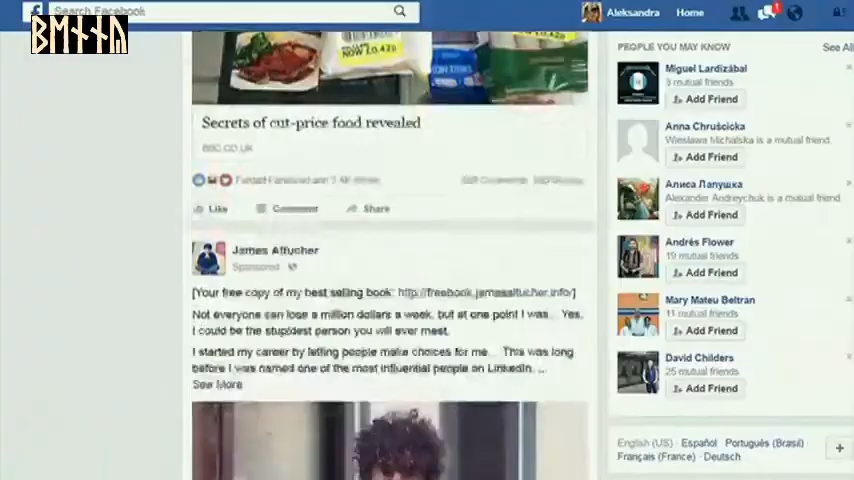 Search Facebook
Aleksandra Home
1
ᛒᛖᚾᚾᚢ
NOW £0.42p
Secrets of cut-price food revealed
BBC.CO.UK
Like Comment Share
James Altucher
Sponsored
[Your free copy of my best selling book: http://freebook.jamesaltucher.info/]
Not everyone can lose a million dollars a week, but at one point I was. Yes,
I could be the stupidest person you will ever meet.
I started my career by letting people make choices for me. This was long
before I was named one of the most influential people on LinkedIn. ...
See More
PEOPLE YOU MAY KNOW See All
Miguel Lardizábal
3 mutual friends
Add Friend
Anna Chruścicka
Wiesława Michalska is a mutual friend.
Add Friend
Алиса Лапушка
Alexander Andreychuk is a mutual friend.
Add Friend
Andrés Flower
19 mutual friends
Add Friend
Mary Mateu Beltran
11 mutual friends
Add Friend
David Childers
25 mutual friends
Add Friend
English (US) · Español · Português (Brasil) ·
Français (France) · Deutsch